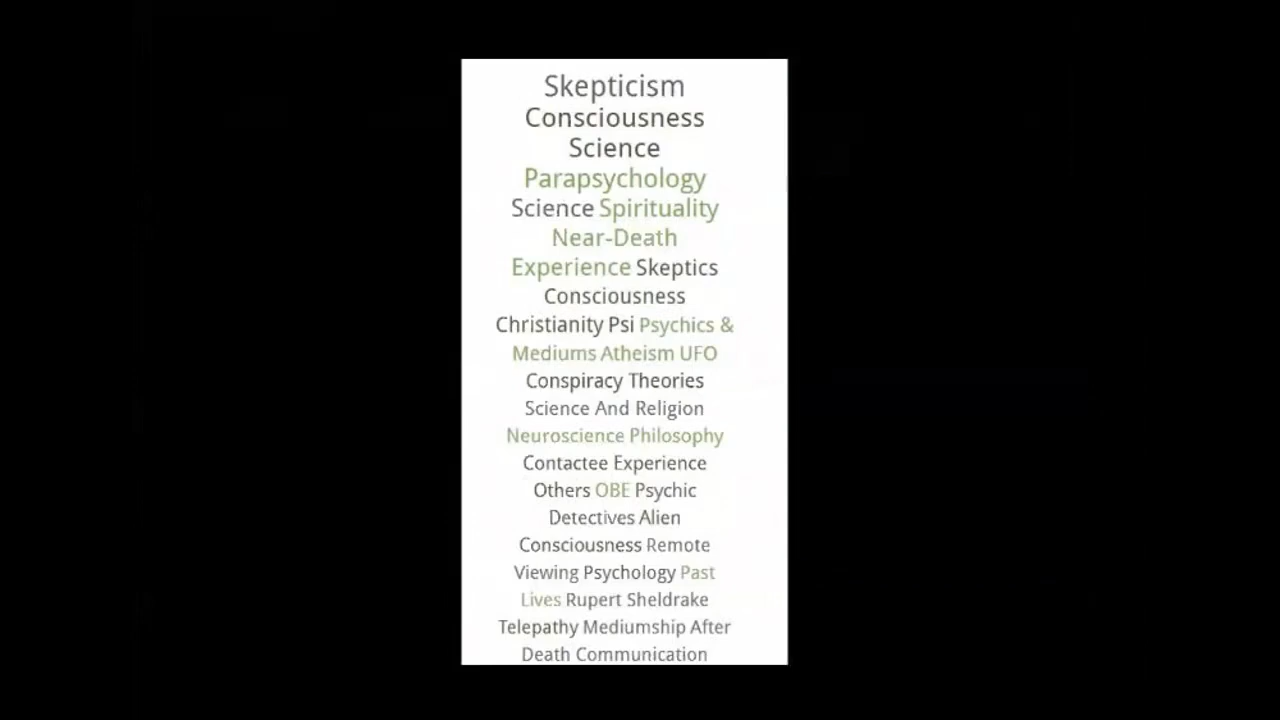 Skepticism
Consciousness
Science
Parapsychology
Science Spirituality
Near-Death
Experience Skeptics
Consciousness
Christianity Psi Psychics &
Mediums Atheism UFO
Conspiracy Theories
Science And Religion
Neuroscience Philosophy
Contactee Experience
Others OBE Psychic
Detectives Alien
Consciousness Remote
Viewing Psychology Past
Lives Rupert Sheldrake
Telepathy Mediumship After
Death Communication